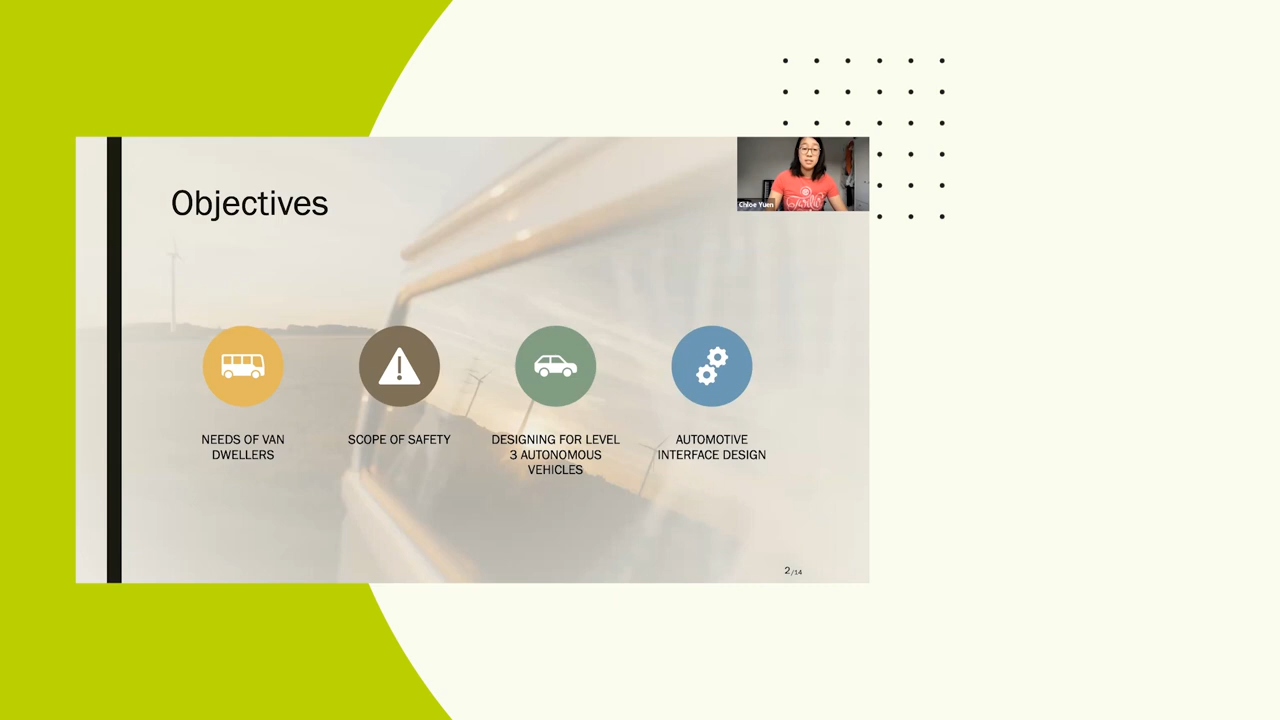 Objectives
Chloe Yuen
NEEDS OF VAN
DWELLERS
SCOPE OF SAFETY
DESIGNING FOR LEVEL
3 AUTONOMOUS
VEHICLES
AUTOMOTIVE
INTERFACE DESIGN
2/14